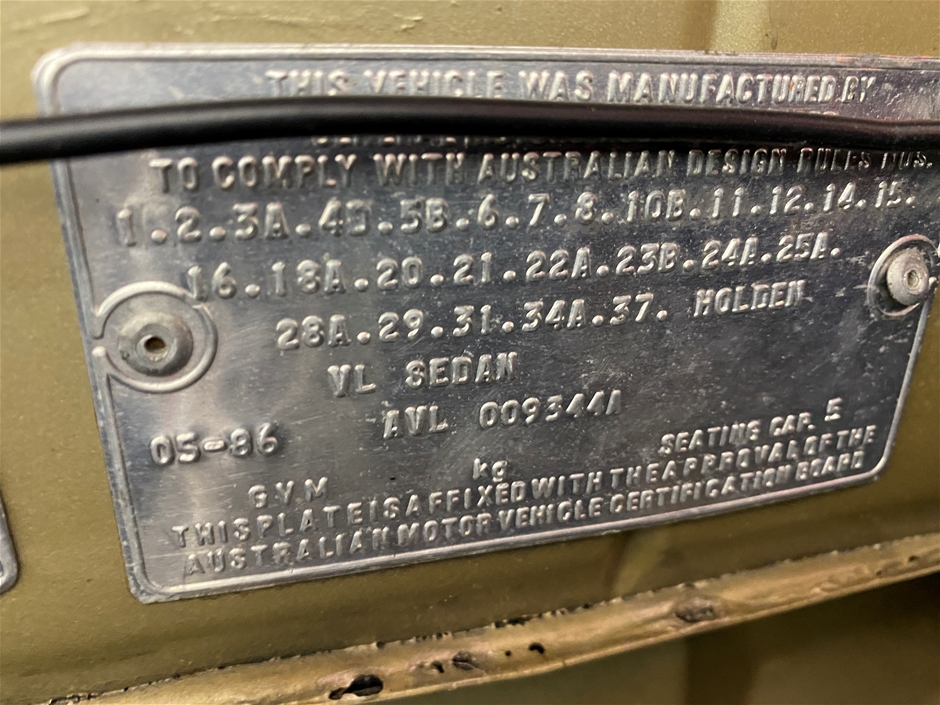 THIS VEHICLE WAS MANUFACTURED BY
TO COMPLY WITH AUSTRALIAN DESIGN RULES NOS.
1.2.3A.4D.5B.6.7.8.10B.11.12.14.15.
16.18A.20.21.22A.23B.24A.25A.
28A.29.31.34A.37. HOLDEN
VL SEDAN
AVL 009344A
05-86
SEATING CAP. 5
GVM kg
THIS PLATE IS AFFIXED WITH THE APPROVAL OF THE
AUSTRALIAN MOTOR VEHICLE CERTIFICATION BOARD